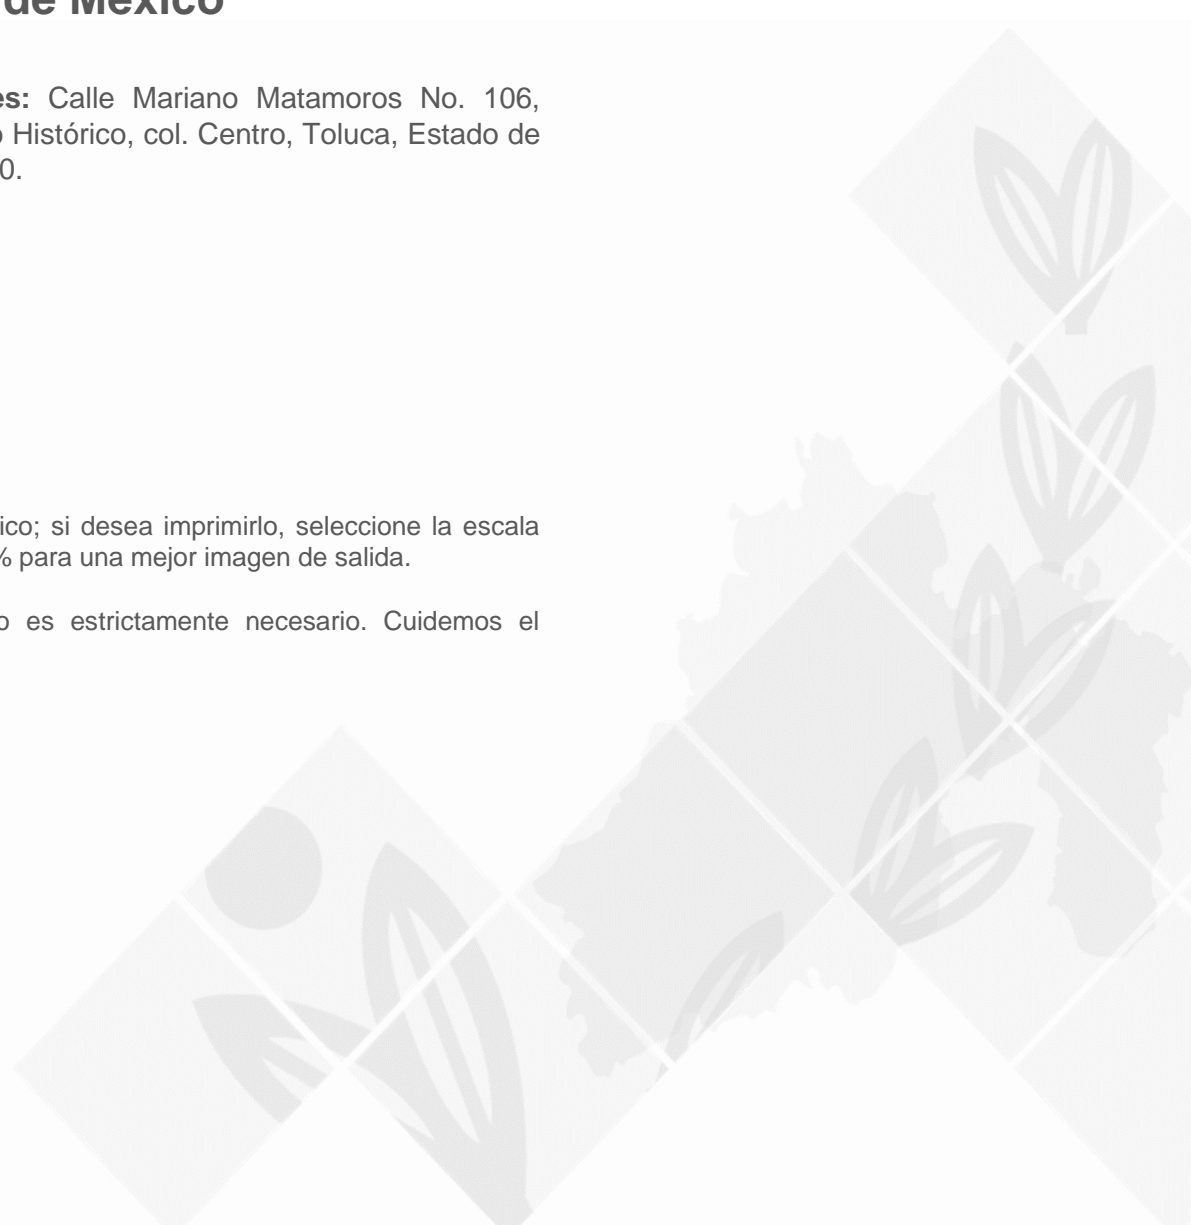 de México
es: Calle Mariano Matamoros No. 106,
o Histórico, col. Centro, Toluca, Estado de
0.
ico; si desea imprimirlo, seleccione la escala
% para una mejor imagen de salida.
o es estrictamente necesario. Cuidemos el